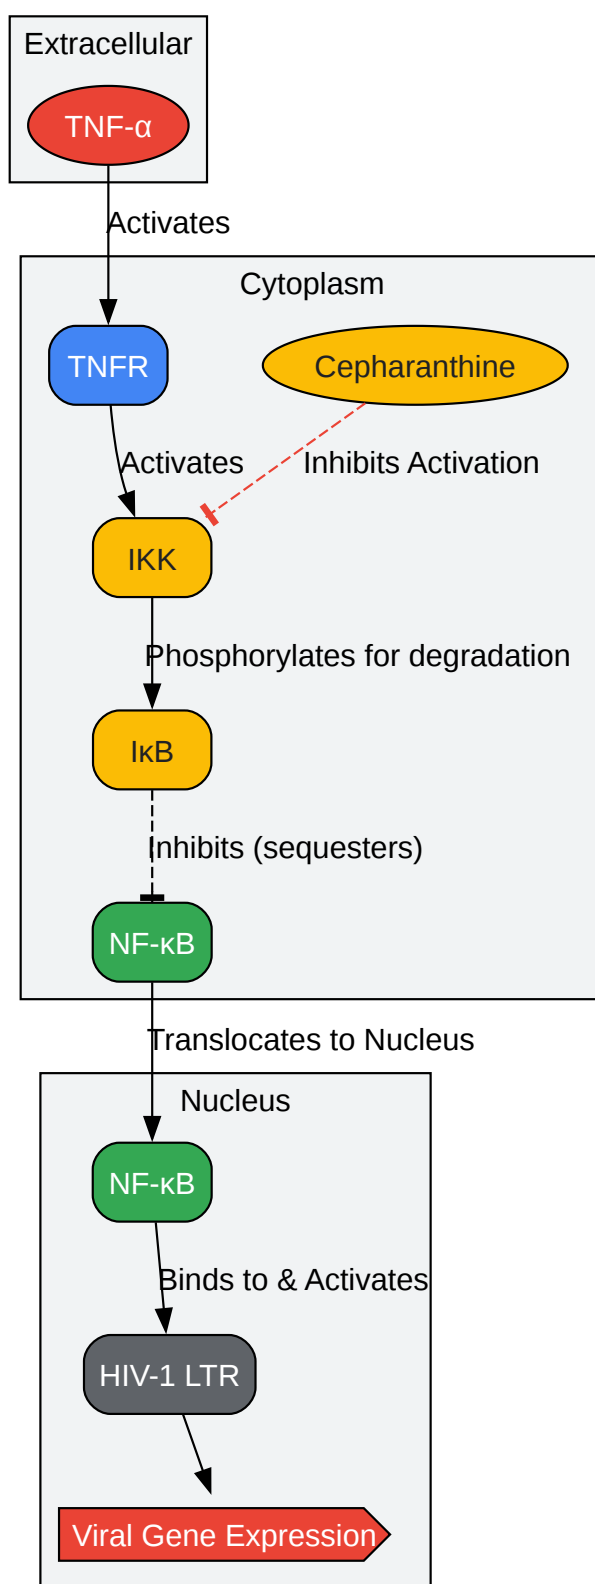 Extracellular
TNF-α
Activates
Cytoplasm
TNFR
Cepharanthine
Activates
Inhibits Activation
IKK
Phosphorylates for degradation
IκB
Inhibits (sequesters)
NF-κB
Translocates to Nucleus
Nucleus
NF-κB
Binds to & Activates
HIV-1 LTR
Viral Gene Expression